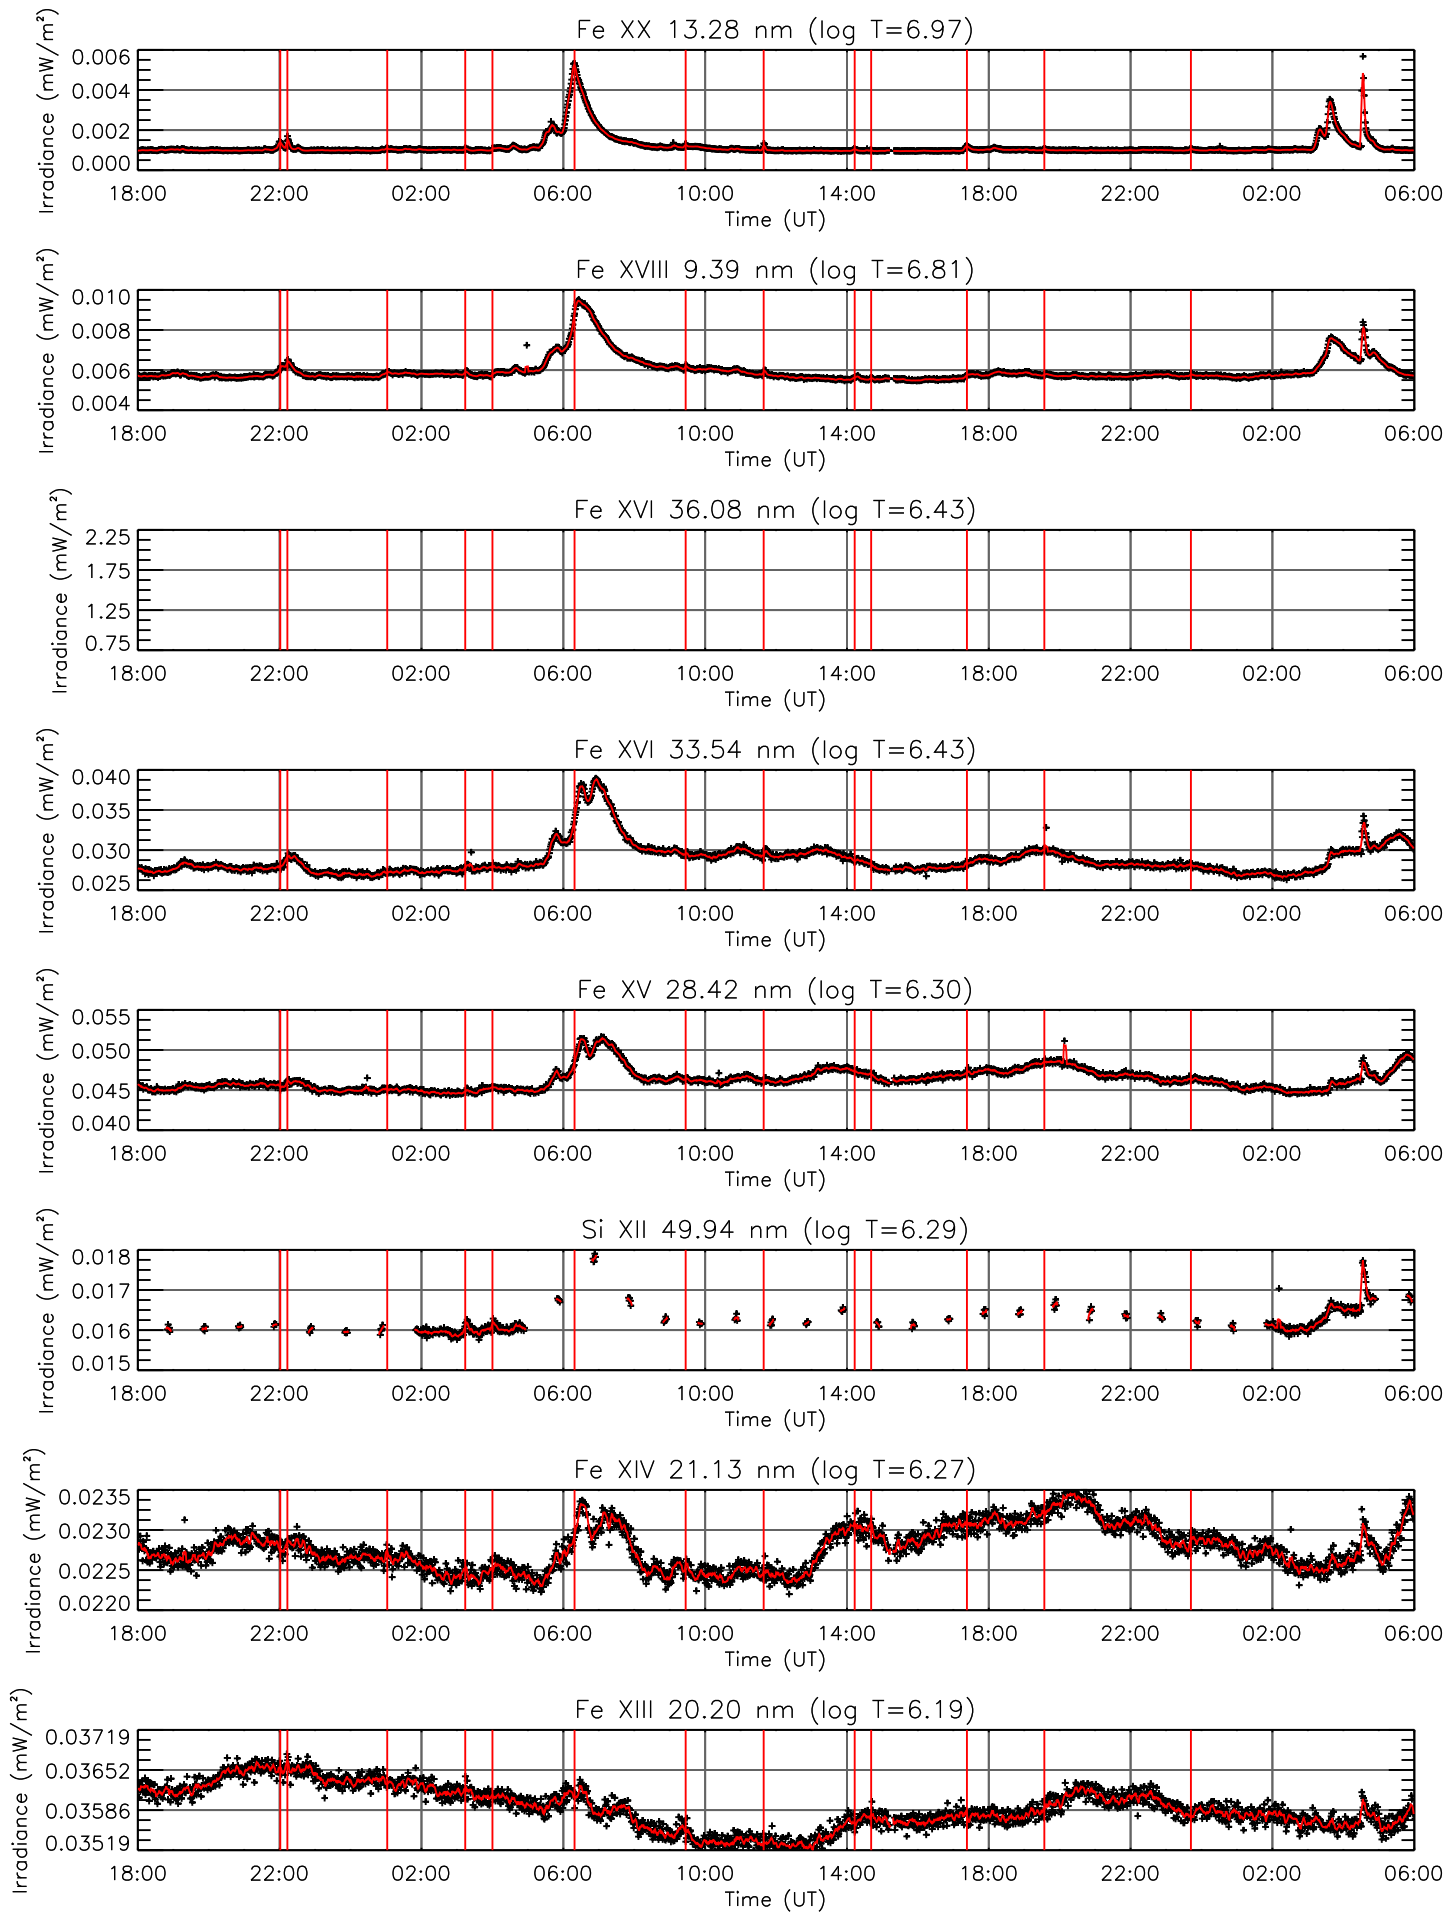 Fe XX 13.28 nm (log T=6.97)
Irradiance (mW/m²)
0.006
0.004
0.002
0.000
18:00 22:00 02:00 06:00 10:00 14:00 18:00 22:00 02:00 06:00
Time (UT)
Fe XVIII 9.39 nm (log T=6.81)
Irradiance (mW/m²)
0.010
0.008
0.006
0.004
18:00 22:00 02:00 06:00 10:00 14:00 18:00 22:00 02:00 06:00
Time (UT)
Fe XVI 36.08 nm (log T=6.43)
Irradiance (mW/m²)
2.25
1.75
1.25
0.75
18:00 22:00 02:00 06:00 10:00 14:00 18:00 22:00 02:00 06:00
Time (UT)
Fe XVI 33.54 nm (log T=6.43)
Irradiance (mW/m²)
0.040
0.035
0.030
0.025
18:00 22:00 02:00 06:00 10:00 14:00 18:00 22:00 02:00 06:00
Time (UT)
Fe XV 28.42 nm (log T=6.30)
Irradiance (mW/m²)
0.055
0.050
0.045
0.040
18:00 22:00 02:00 06:00 10:00 14:00 18:00 22:00 02:00 06:00
Time (UT)
Si XII 49.94 nm (log T=6.29)
Irradiance (mW/m²)
0.018
0.017
0.016
0.015
18:00 22:00 02:00 06:00 10:00 14:00 18:00 22:00 02:00 06:00
Time (UT)
Fe XIV 21.13 nm (log T=6.27)
Irradiance (mW/m²)
0.0235
0.0230
0.0225
0.0220
18:00 22:00 02:00 06:00 10:00 14:00 18:00 22:00 02:00 06:00
Time (UT)
Fe XIII 20.20 nm (log T=6.19)
Irradiance (mW/m²)
0.03719
0.03652
0.03586
0.03519
18:00 22:00 02:00 06:00 10:00 14:00 18:00 22:00 02:00 06:00
Time (UT)